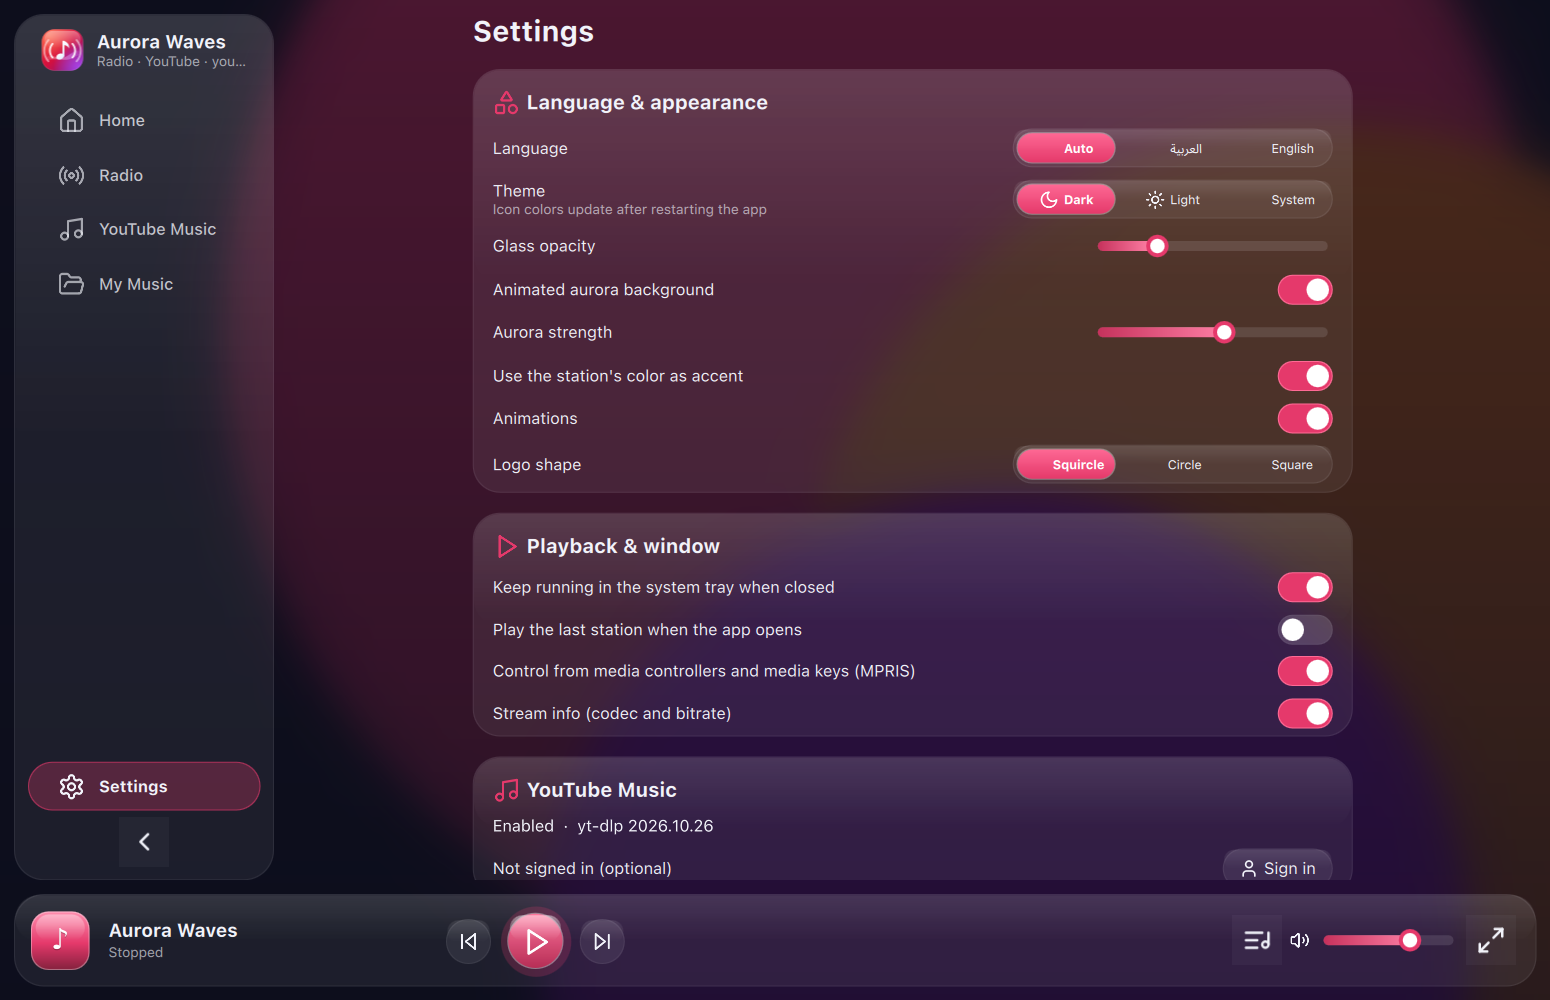 Aurora Waves
Radio · YouTube · you...
Home
Radio
YouTube Music
My Music
Settings
Settings
Language & appearance
Language
Auto
العربية
English
Theme
Icon colors update after restarting the app
Dark
Light
System
Glass opacity
Animated aurora background
Aurora strength
Use the station's color as accent
Animations
Logo shape
Squircle
Circle
Square
Playback & window
Keep running in the system tray when closed
Play the last station when the app opens
Control from media controllers and media keys (MPRIS)
Stream info (codec and bitrate)
YouTube Music
Enabled · yt-dlp 2026.10.26
Not signed in (optional)
Sign in
Aurora Waves
Stopped